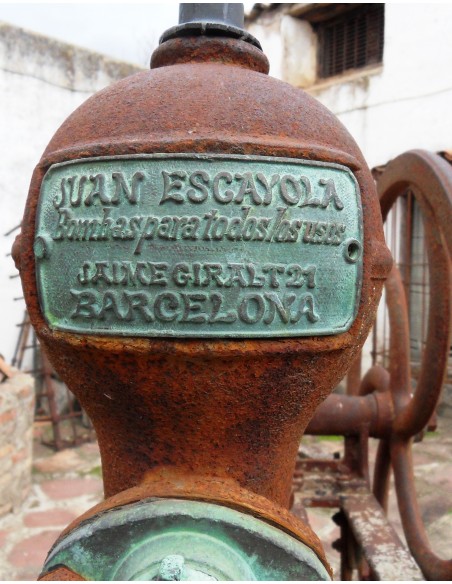 JUAN ESCAYOLA
Bombas para todos los usos
JAIME GIRALT 21
BARCELONA